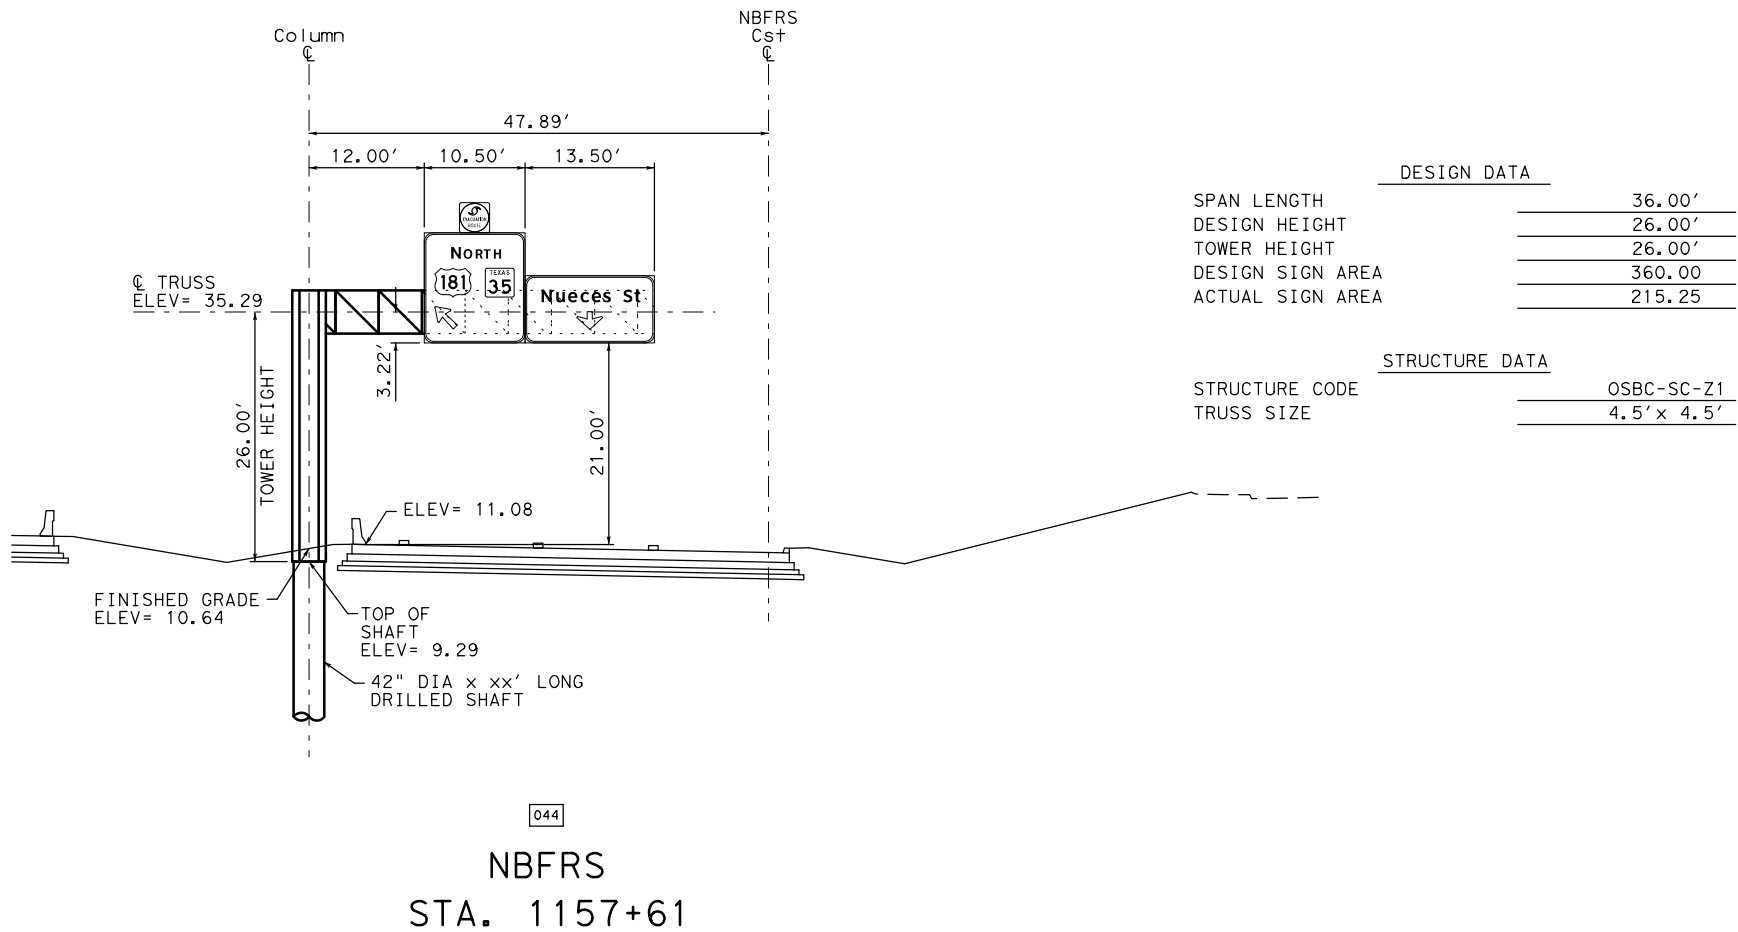 NBFRS
Column
Cst
℄
℄
47.89'
12.00'
10.50'
13.50'
EVACUATION
ROUTE
NORTH
TEXAS
181
35
Nueces St
℄ TRUSS
ELEV= 35.29
3.22'
26.00'
TOWER HEIGHT
21.00'
ELEV= 11.08
FINISHED GRADE
ELEV= 10.64
TOP OF
SHAFT
ELEV= 9.29
42" DIA x xx' LONG
DRILLED SHAFT
DESIGN DATA
SPAN LENGTH 36.00'
DESIGN HEIGHT 26.00'
TOWER HEIGHT 26.00'
DESIGN SIGN AREA 360.00
ACTUAL SIGN AREA 215.25
STRUCTURE DATA
STRUCTURE CODE OSBC-SC-Z1
TRUSS SIZE 4.5'x 4.5'
044
NBFRS
STA. 1157+61